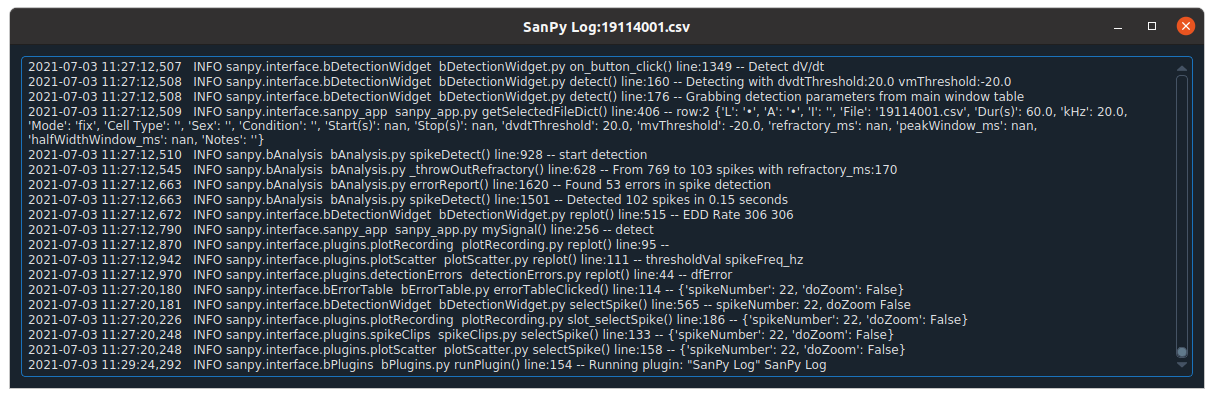 SanPy Log:19114001.csv
2021-07-03 11:27:12,507 INFO sanpy.interface.bDetectionWidget bDetectionWidget.py on_button_click() line:1349 -- Detect dV/dt
2021-07-03 11:27:12,508 INFO sanpy.interface.bDetectionWidget bDetectionWidget.py detect() line:160 -- Detecting with dvdtThreshold:20.0 vmThreshold:-20.0
2021-07-03 11:27:12,508 INFO sanpy.interface.bDetectionWidget bDetectionWidget.py detect() line:176 -- Grabbing detection parameters from main window table
2021-07-03 11:27:12,509 INFO sanpy.interface.sanpy_app sanpy_app.py getSelectedFileDict() line:406 -- row:2 {'L': '•', 'A': '•', 'I': '', 'File': '19114001.csv', 'Dur(s)': 60.0, 'kHz': 20.0,
'Mode': 'fix', 'Cell Type': '', 'Sex': '', 'Condition': '', 'Start(s)': nan, 'Stop(s)': nan, 'dvdtThreshold': 20.0, 'mvThreshold': -20.0, 'refractory_ms': nan, 'peakWindow_ms': nan,
'halfWidthWindow_ms': nan, 'Notes': ''}
2021-07-03 11:27:12,510 INFO sanpy.bAnalysis bAnalysis.py spikeDetect() line:928 -- start detection
2021-07-03 11:27:12,545 INFO sanpy.bAnalysis bAnalysis.py _throwOutRefractory() line:628 -- From 769 to 103 spikes with refractory_ms:170
2021-07-03 11:27:12,663 INFO sanpy.bAnalysis bAnalysis.py errorReport() line:1620 -- Found 53 errors in spike detection
2021-07-03 11:27:12,663 INFO sanpy.bAnalysis bAnalysis.py spikeDetect() line:1501 -- Detected 102 spikes in 0.15 seconds
2021-07-03 11:27:12,672 INFO sanpy.interface.bDetectionWidget bDetectionWidget.py replot() line:515 -- EDD Rate 306 306
2021-07-03 11:27:12,790 INFO sanpy.interface.sanpy_app sanpy_app.py mySignal() line:256 -- detect
2021-07-03 11:27:12,870 INFO sanpy.interface.plugins.plotRecording plotRecording.py replot() line:95 --
2021-07-03 11:27:12,942 INFO sanpy.interface.plugins.plotScatter plotScatter.py replot() line:111 -- thresholdVal spikeFreq_hz
2021-07-03 11:27:12,970 INFO sanpy.interface.plugins.detectionErrors detectionErrors.py replot() line:44 -- dfError
2021-07-03 11:27:20,180 INFO sanpy.interface.bErrorTable bErrorTable.py errorTableClicked() line:114 -- {'spikeNumber': 22, 'doZoom': False}
2021-07-03 11:27:20,181 INFO sanpy.interface.bDetectionWidget bDetectionWidget.py selectSpike() line:565 -- spikeNumber: 22, doZoom False
2021-07-03 11:27:20,226 INFO sanpy.interface.plugins.plotRecording plotRecording.py slot_selectSpike() line:186 -- {'spikeNumber': 22, 'doZoom': False}
2021-07-03 11:27:20,248 INFO sanpy.interface.plugins.spikeClips spikeClips.py selectSpike() line:133 -- {'spikeNumber': 22, 'doZoom': False}
2021-07-03 11:27:20,248 INFO sanpy.interface.plugins.plotScatter plotScatter.py selectSpike() line:158 -- {'spikeNumber': 22, 'doZoom': False}
2021-07-03 11:29:24,292 INFO sanpy.interface.bPlugins bPlugins.py runPlugin() line:154 -- Running plugin: "SanPy Log" SanPy Log